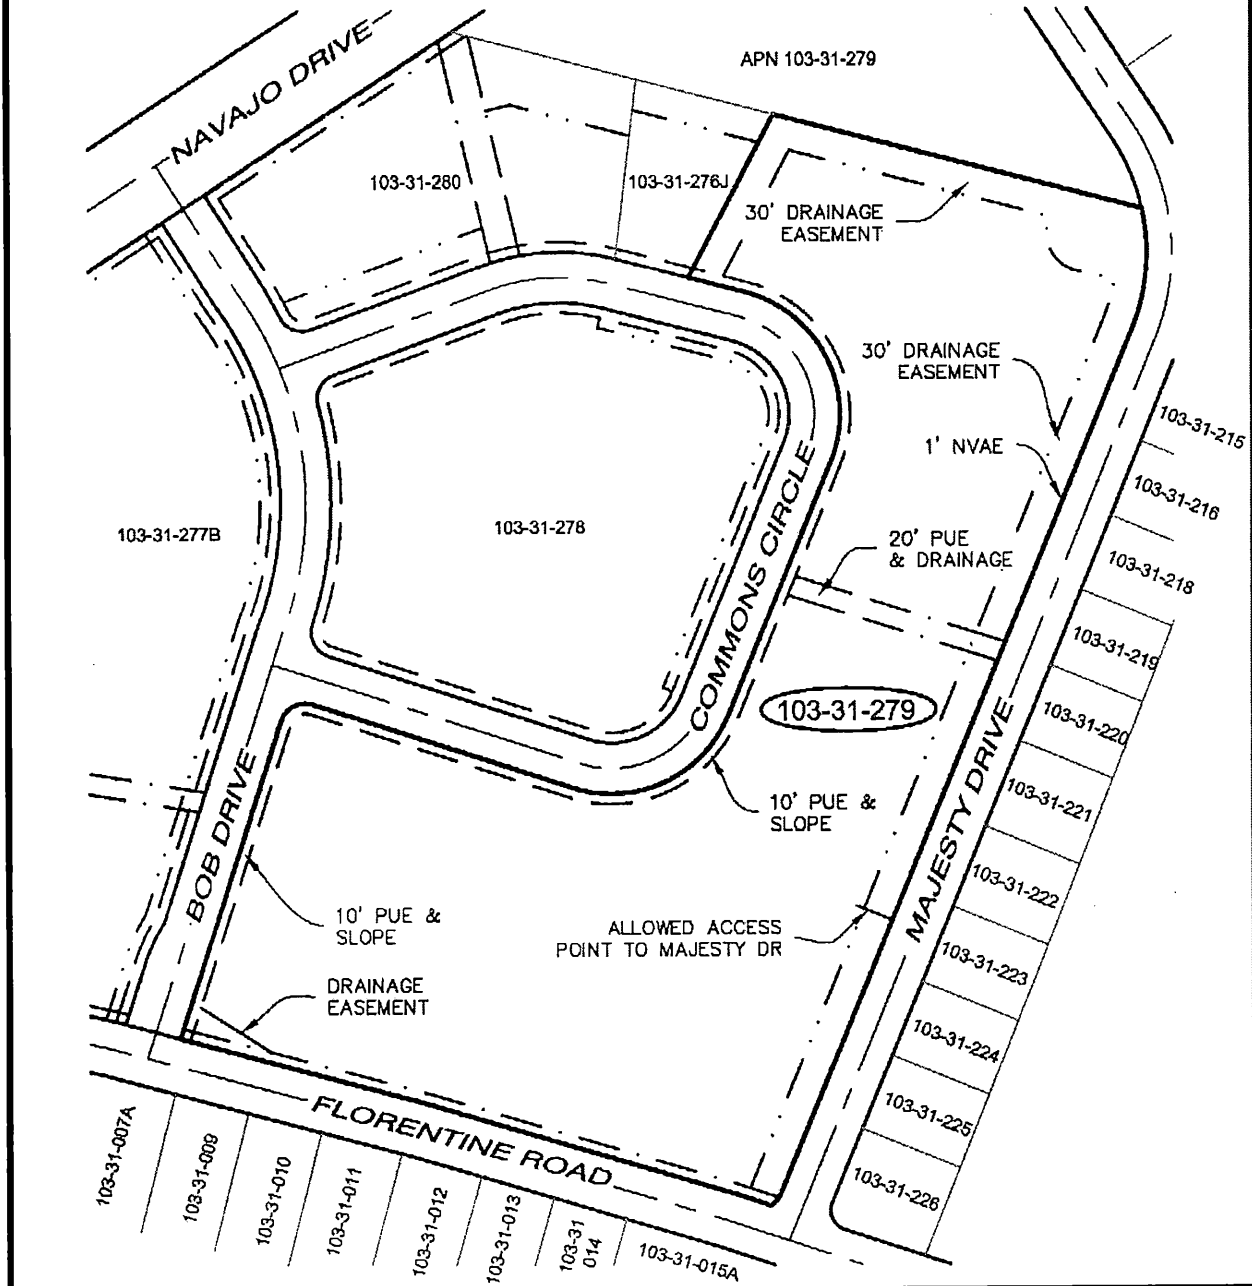 NAVAJO DRIVE
APN 103-31-279
103-31-280
103-31-276J
30' DRAINAGE
EASEMENT
30' DRAINAGE
EASEMENT
1' NVAE
103-31-215
103-31-216
103-31-277B
103-31-278
COMMONS CIRCLE
20' PUE
& DRAINAGE
103-31-218
103-31-219
103-31-279
103-31-220
BOB DRIVE
10' PUE &
SLOPE
MAJESTY DRIVE
103-31-221
103-31-222
10' PUE &
SLOPE
ALLOWED ACCESS
POINT TO MAJESTY DR
103-31-223
DRAINAGE
EASEMENT
103-31-224
103-31-225
FLORENTINE ROAD
103-31-226
103-31-007A
103-31-009
103-31-010
103-31-011
103-31-012
103-31-013
103-31
014
103-31-015A